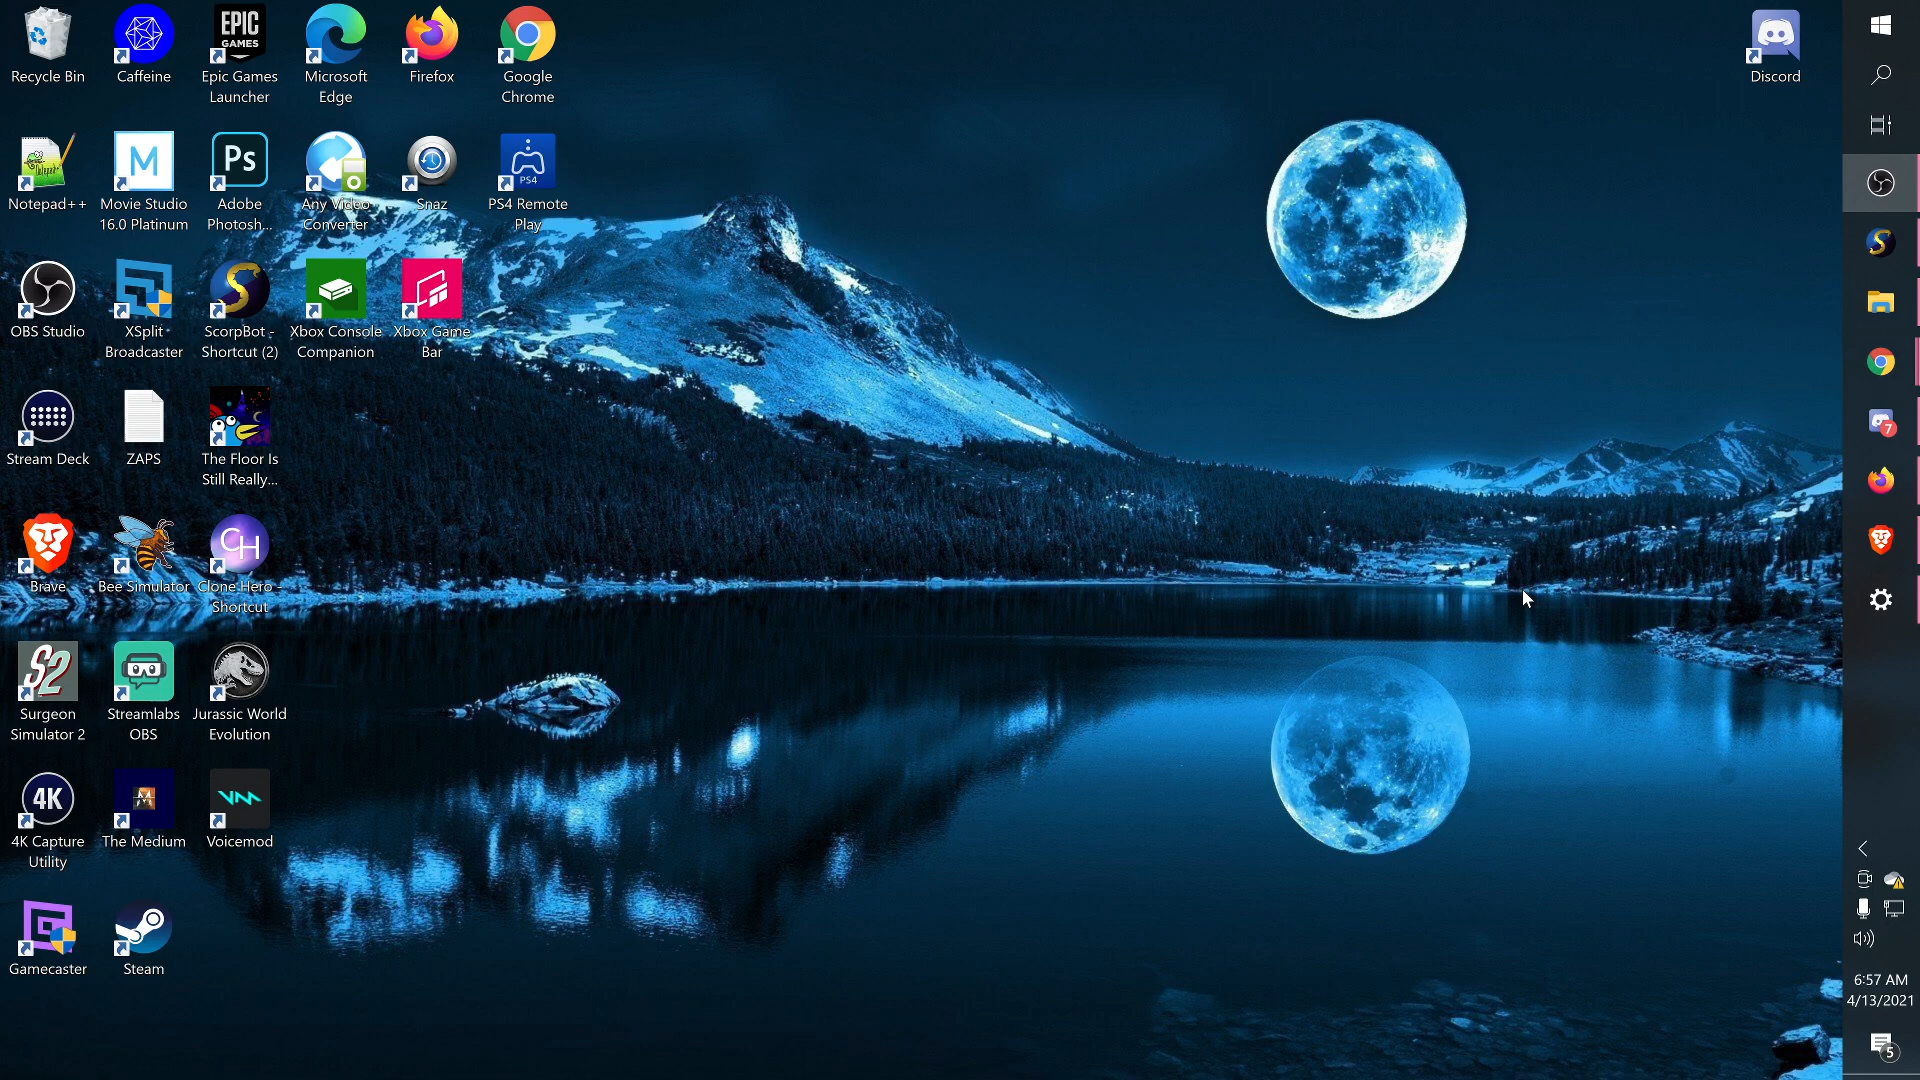 Recycle Bin
Caffeine
EPIC
GAMES
Epic Games
Launcher
Microsoft
Edge
Firefox
Google
Chrome
Discord
Notepad++
M
Movie Studio
16.0 Platinum
Ps
Adobe
Photosh...
Any Video
Converter
Snaz
PS4
PS4 Remote
Play
OBS Studio
XSplit
Broadcaster
ScorpBot -
Shortcut (2)
Xbox Console
Companion
Xbox Game
Bar
Stream Deck
ZAPS
The Floor Is
Still Really...
7
Brave
Bee Simulator
CH
Clone Hero -
Shortcut
S2
Surgeon
Simulator 2
Streamlabs
OBS
Jurassic World
Evolution
4K
4K Capture
Utility
M
The Medium
VM
Voicemod
Gamecaster
Steam
6:57 AM
4/13/2021
5